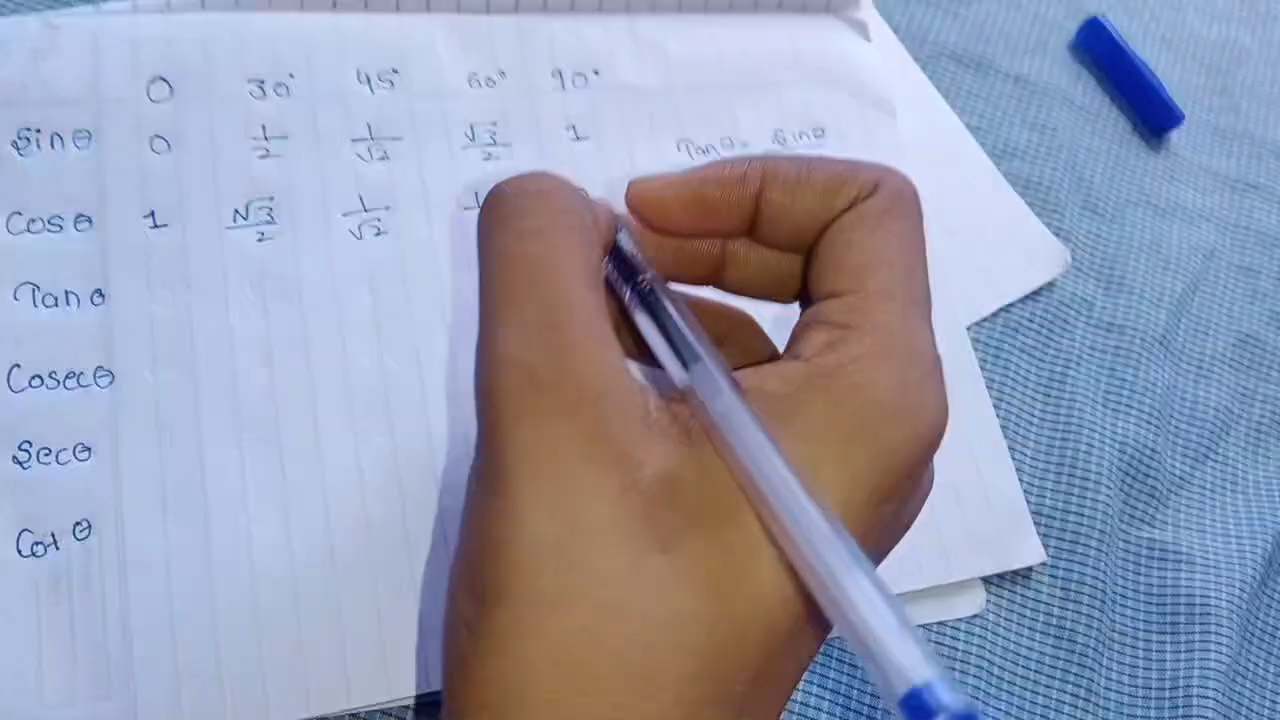 0 30° 45° 60° 90°
Sinθ 0 1/2 1/√2 √3/2 1
Tanθ = Sinθ
Cosθ 1 √3/2 1/√2 1
Tanθ
Cosecθ
Secθ
Cotθ